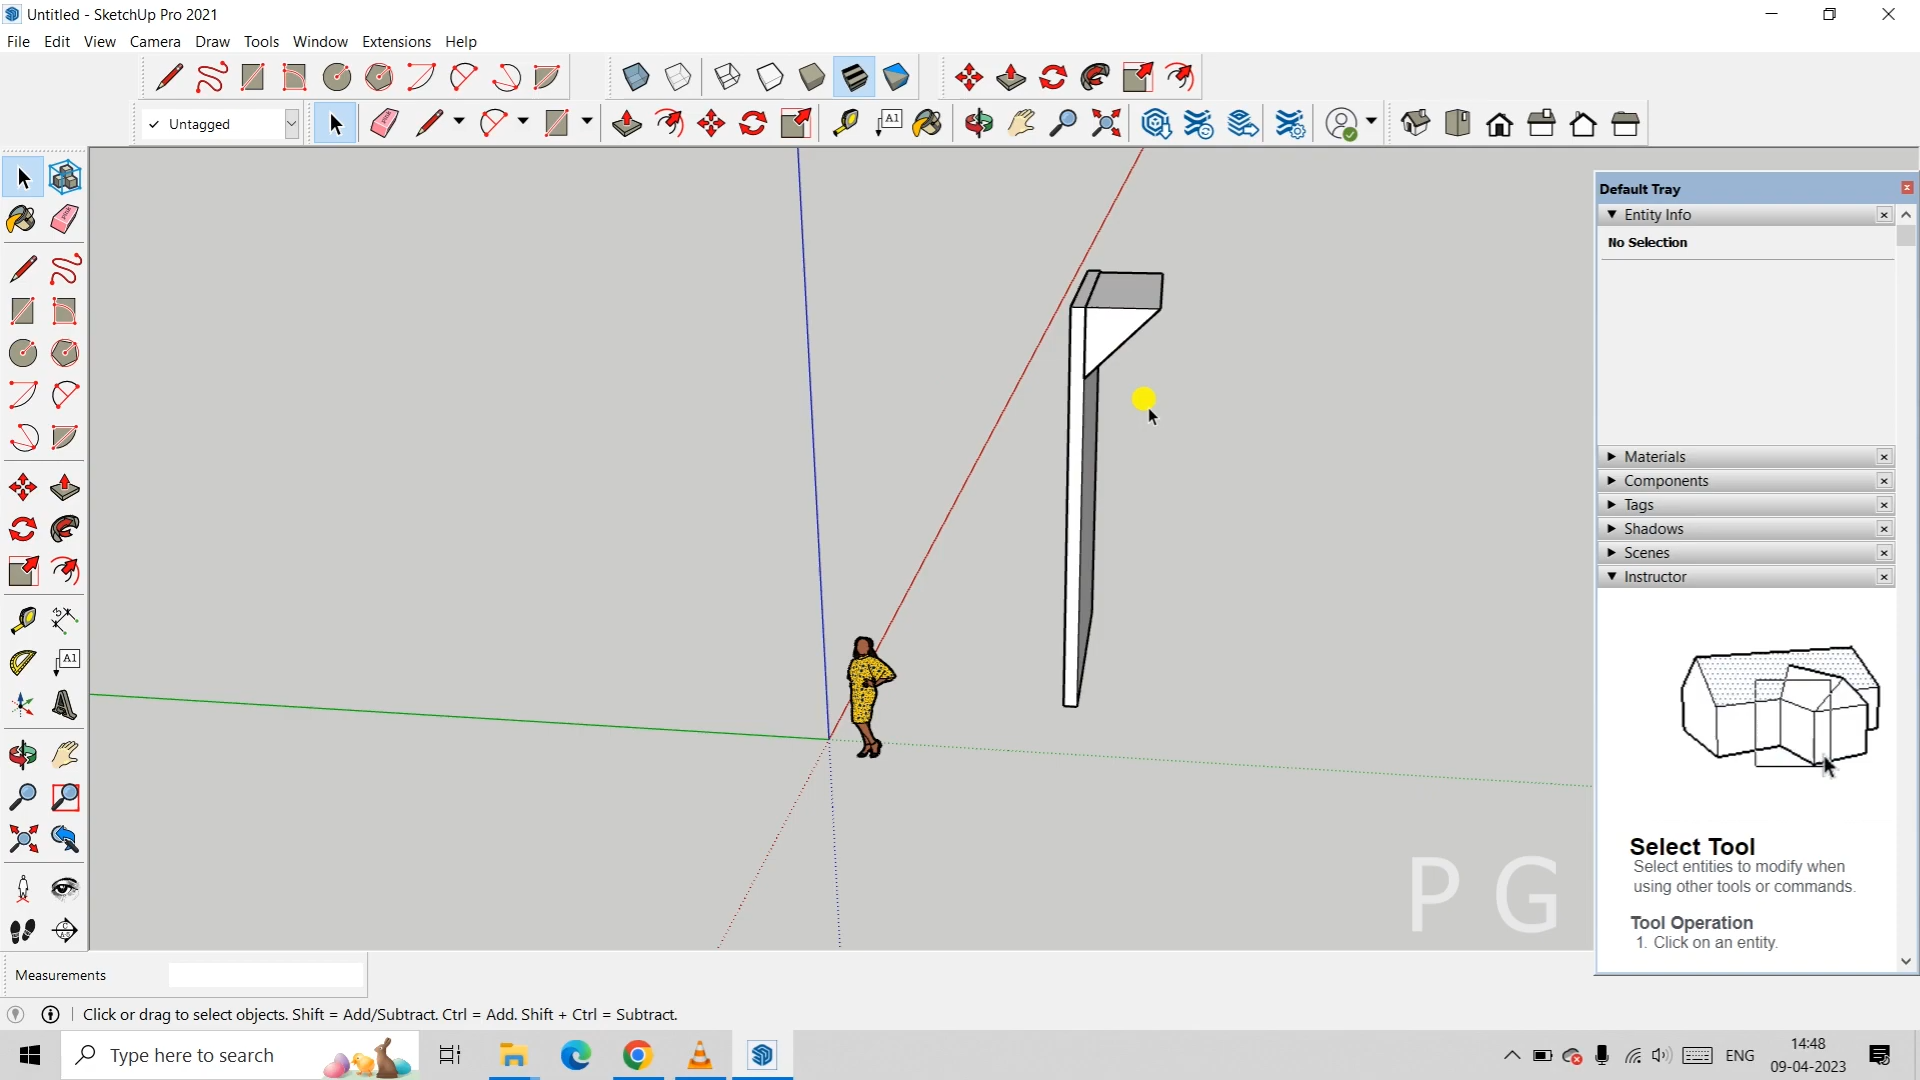 Untitled - SketchUp Pro 2021
File Edit View Camera Draw Tools Window Extensions Help
✓ Untagged
A1
Default Tray
Entity Info
No Selection
Materials
Components
Tags
Shadows
Scenes
Instructor
A1
Select Tool
Select entities to modify when
using other tools or commands.
Tool Operation
1. Click on an entity.
P G
Measurements
Click or drag to select objects. Shift = Add/Subtract. Ctrl = Add. Shift + Ctrl = Subtract.
Type here to search
ENG
14:48
09-04-2023